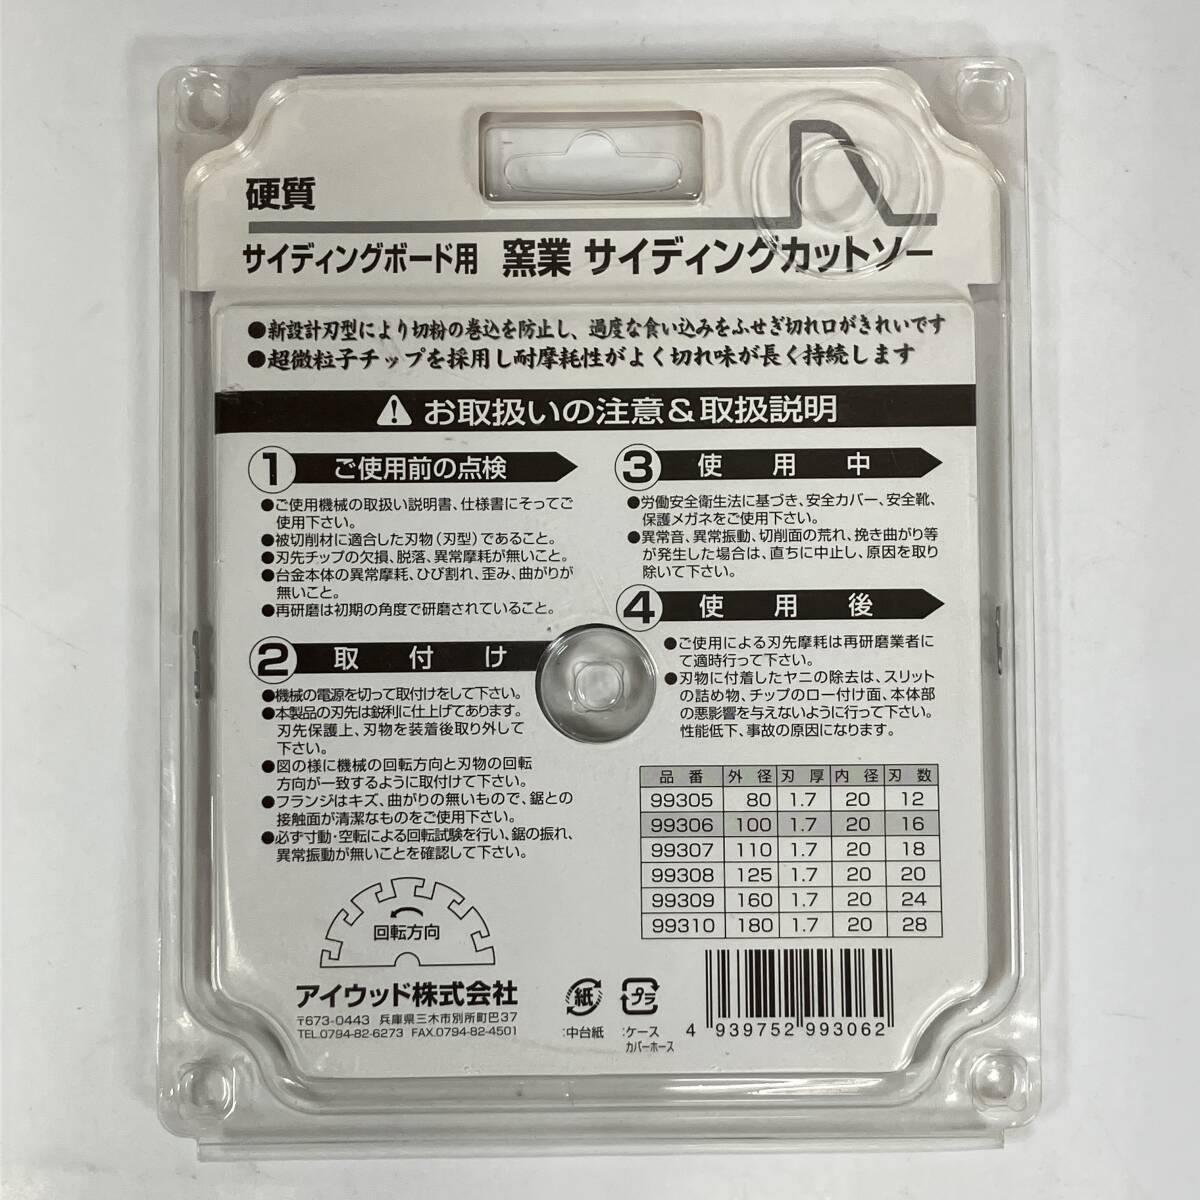 硬質
サイディングボード用 窯業 サイディングカットソー
●新設計刃型により切粉の巻込を防止し、過度な食い込みをふせぎ切れ口がきれいです
●超微粒子チップを採用し耐摩耗性がよく切れ味が長く持続します
お取扱いの注意&取扱説明
1 ご使用前の点検
●ご使用機械の取扱い説明書、仕様書にそってご
使用下さい。
●被切削材に適合した刃物(刃型)であること。
●刃先チップの欠損、脱落、異常摩耗が無いこと。
●台金本体の異常摩耗、ひび割れ、歪み、曲がりが
無いこと。
●再研磨は初期の角度で研磨されていること。
2 取付け
●機械の電源を切って取付けをして下さい。
●本製品の刃先は鋭利に仕上げてあります。
刃先保護上、刃物を装着後取り外して
下さい。
●図の様に機械の回転方向と刃物の回転
方向が一致するように取付けて下さい。
●フランジはキズ、曲がりの無いもので、鋸との
接触面が清潔なものをご使用下さい。
●必ず寸動・空転による回転試験を行い、鋸の振れ、
異常振動が無いことを確認して下さい。
回転方向
アイウッド株式会社
〒673-0443 兵庫県三木市別所町巴37
TEL.0794-82-6273 FAX.0794-82-4501
3 使用中
●労働安全衛生法に基づき、安全カバー、安全靴、
保護メガネをご使用下さい。
●異常音、異常振動、切削面の荒れ、挽き曲がり等
が発生した場合は、直ちに中止し、原因を取り
除いて下さい。
4 使用後
●ご使用による刃先摩耗は再研磨業者に
て適時行って下さい。
●刃物に付着したヤニの除去は、スリット
の詰め物、チップのロー付け面、本体部
の悪影響を与えないように行って下さい。
性能低下、事故の原因になります。
品番 外径 刃厚 内径 刃数
99305 80 1.7 20 12
99306 100 1.7 20 16
99307 110 1.7 20 18
99308 125 1.7 20 20
99309 160 1.7 20 24
99310 180 1.7 20 28
紙
:中台紙
プラ
:ケース
カバーホース
4 939752 993062